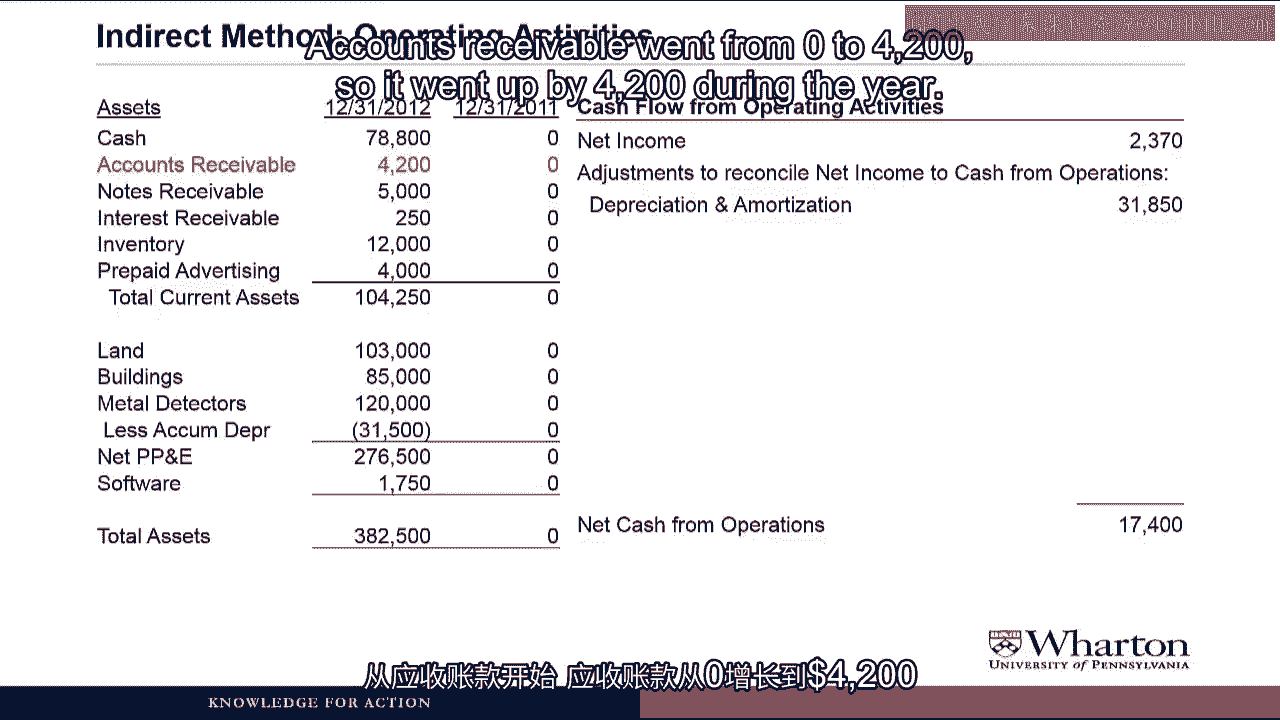 Indirect Method: Operating Activities
Accounts receivable went from 0 to 4,200,
so it went up by 4,200 during the year.
Assets 12/31/2012 12/31/2011
Cash 78,800 0
Accounts Receivable 4,200 0
Notes Receivable 5,000 0
Interest Receivable 250 0
Inventory 12,000 0
Prepaid Advertising 4,000 0
Total Current Assets 104,250 0
Land 103,000 0
Buildings 85,000 0
Metal Detectors 120,000 0
Less Accum Depr (31,500) 0
Net PP&E 276,500 0
Software 1,750 0
Total Assets 382,500 0
Cash Flow from Operating Activities
Net Income 2,370
Adjustments to reconcile Net Income to Cash from Operations:
Depreciation & Amortization 31,850
Net Cash from Operations 17,400
Wharton
UNIVERSITY of PENNSYLVANIA
从应收账款开始 应收账款从0增长到$4,200
KNOWLEDGE FOR ACTION